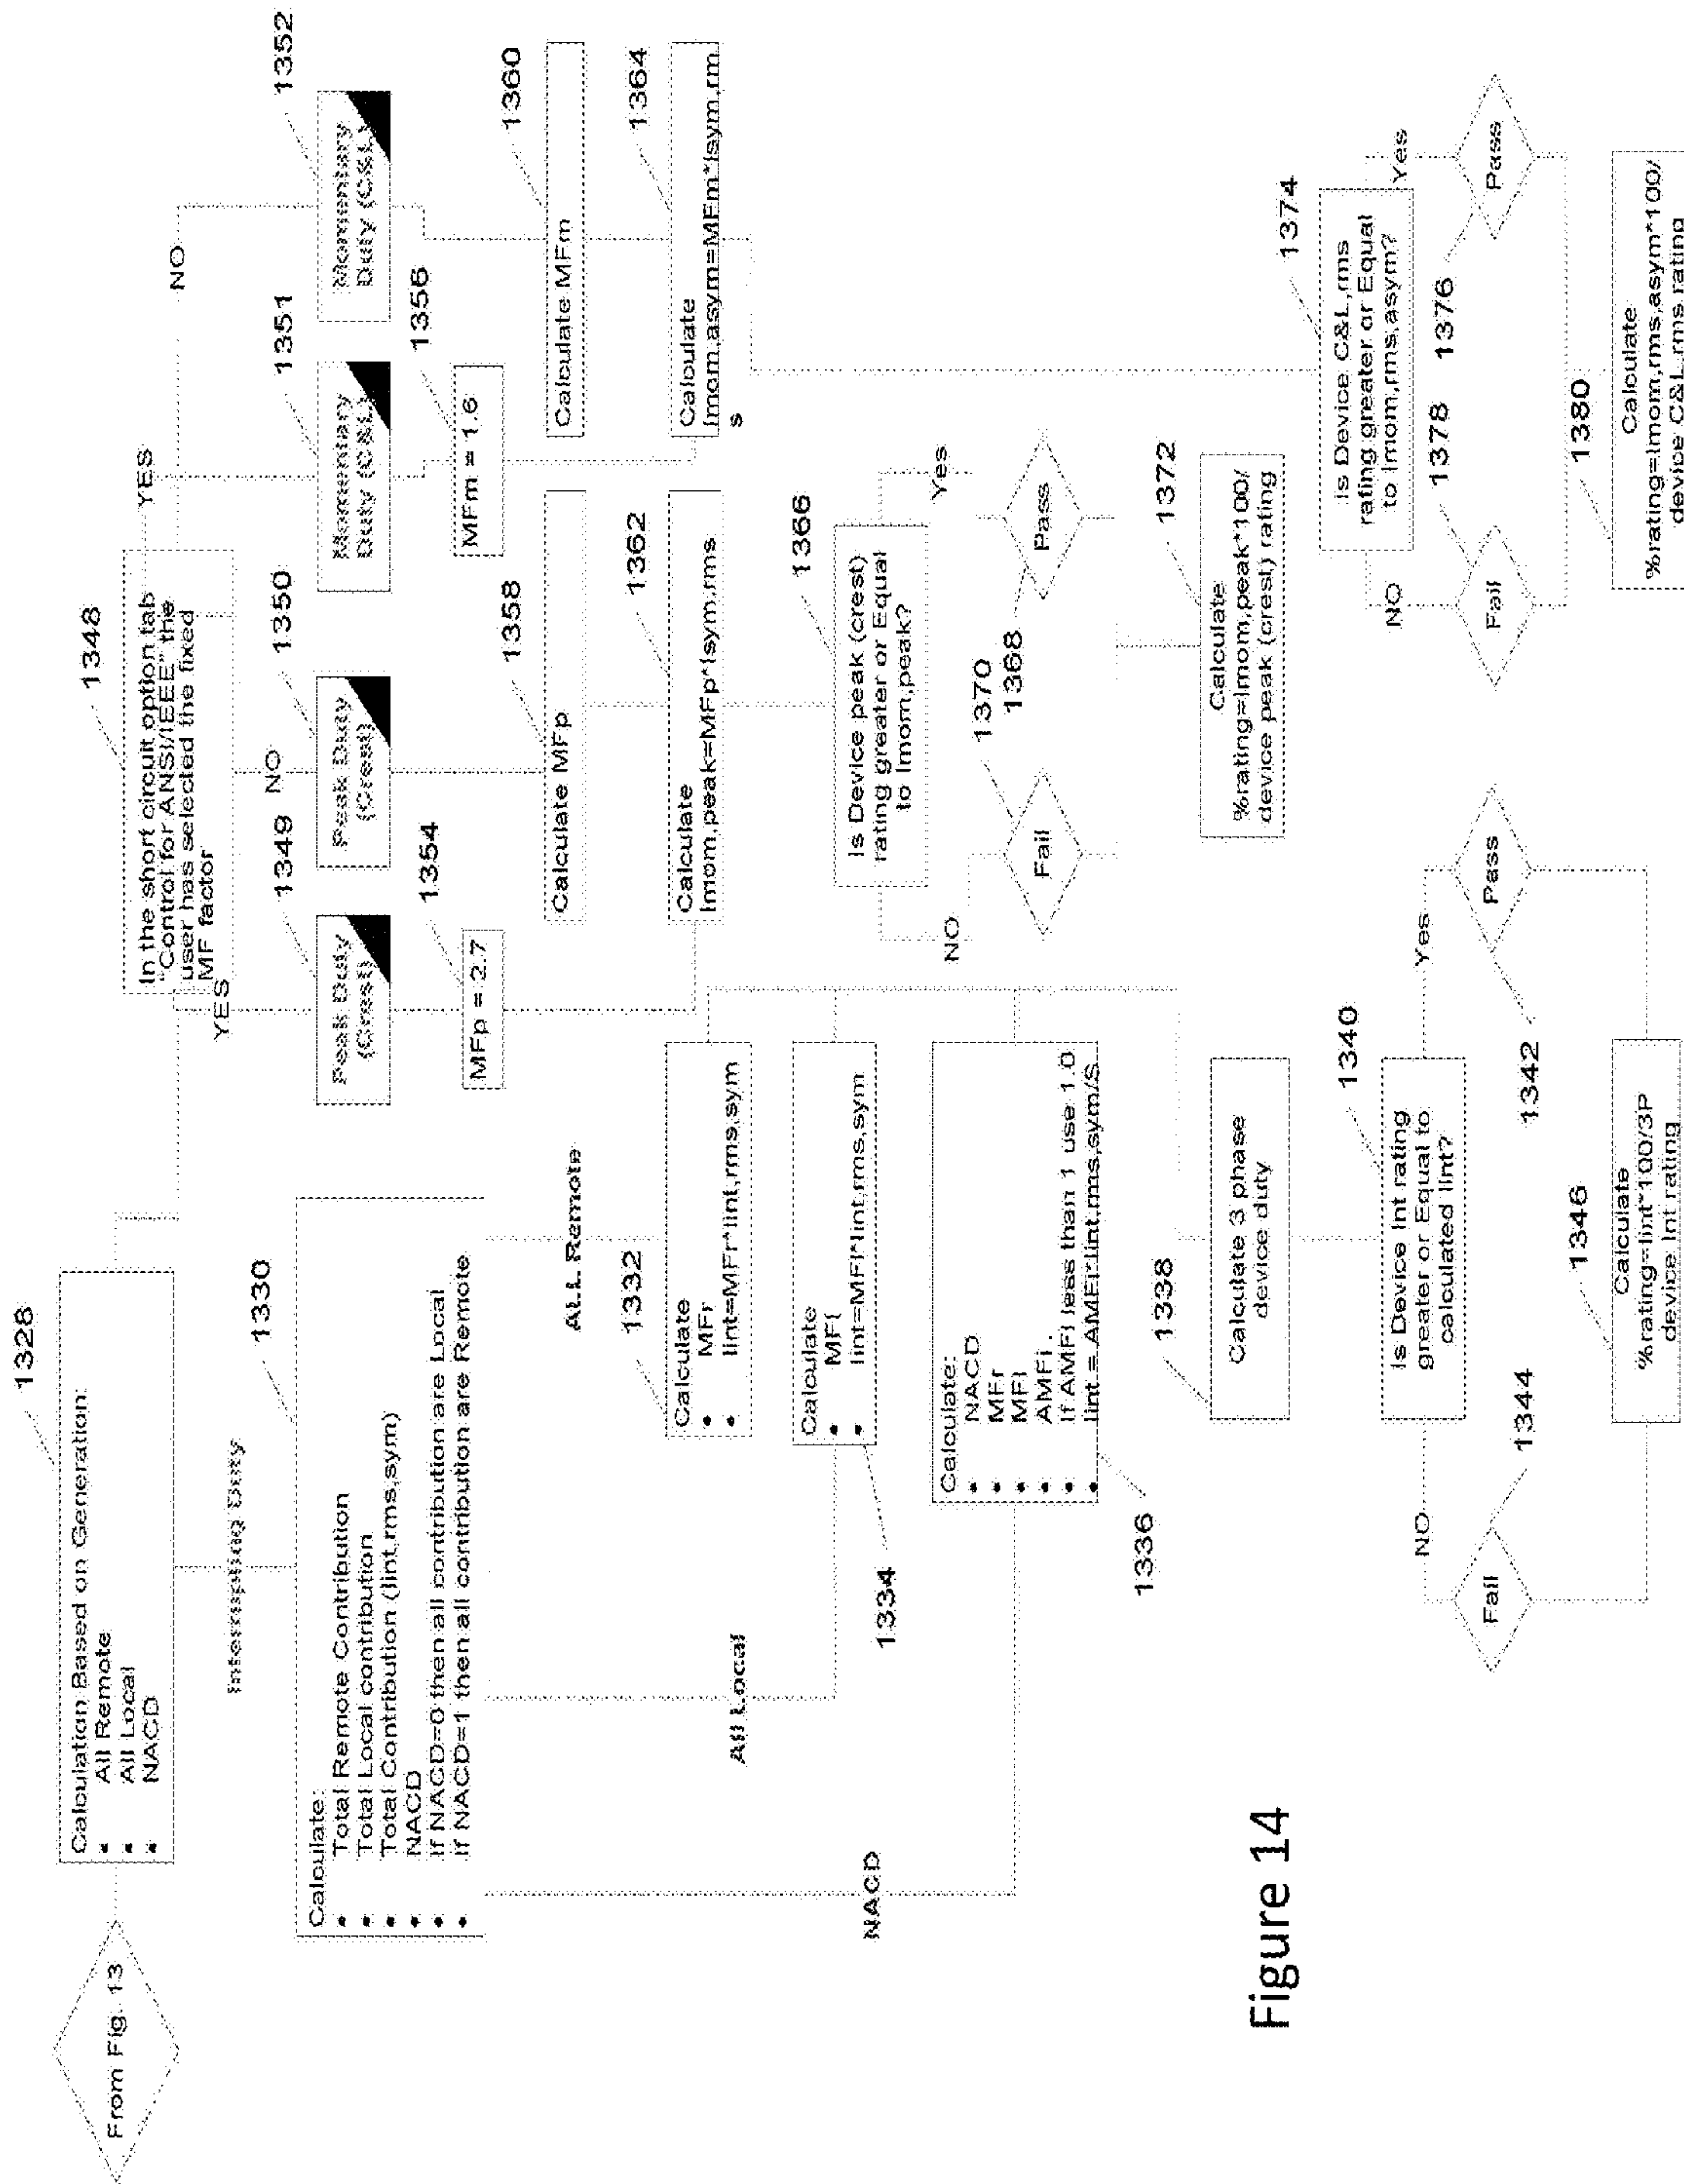 From Fig. 13
1328
Calculation Based on Generation:
• All Remote
• All Local
• NACD
Interrupting Duty
1330
Calculate:
• Total Remote Contribution
• Total Local contribution
• Total Contribution (Iint,rms,sym)
• NACD
• If NACD=0 then all contribution are Local
• If NACD=1 then all contribution are Remote
ALL Remote
All Local
NACD
1332
Calculate
• MFr
• Iint=MFr*Iint,rms,sym
1334
Calculate
• MFl
• Iint=MFl*Iint,rms,sym
1336
Calculate:
• NACD
• MFr
• MFl
• AMFi.
• If AMFi less than 1 use 1.0
• Iint = AMFi*Iint,rms,sym/S
1338
Calculate 3 phase
device duty
1340
Is Device Int rating
greater or Equal to
calculated Iint?
NO
Yes
1344
Fail
1342
Pass
1346
Calculate
%rating=Iint*100/3P
device Int rating
1348
In the short circuit option tab
"Control for ANSI/IEEE" the
user has selected the fixed
MF factor
YES
NO
YES
NO
1349
Peak Duty
(Crest)
1350
Peak Duty
(Crest)
1351
Momentary
Duty (C&L)
1352
Momentary
Duty (C&L)
1354
MFp = 2.7
1356
MFm = 1.6
1358
Calculate MFp
1360
Calculate MFm
1362
Calculate
Imom,peak=MFp*Isym,rms
1364
Calculate
Imom,asym=MFm*Isym,rm
s
1366
Is Device peak (crest)
rating greater or Equal
to Imom,peak?
NO
Yes
1370
1368
Fail
Pass
1372
Calculate
%rating=Imom,peak*100/
device peak (crest) rating
1374
Is Device C&L,rms
rating greater or Equal
to Imom,rms,asym?
NO
Yes
1378
1376
Fail
Pass
1380
Calculate
%rating=Imom,rms,asym*100/
device C&L,rms rating
Figure 14